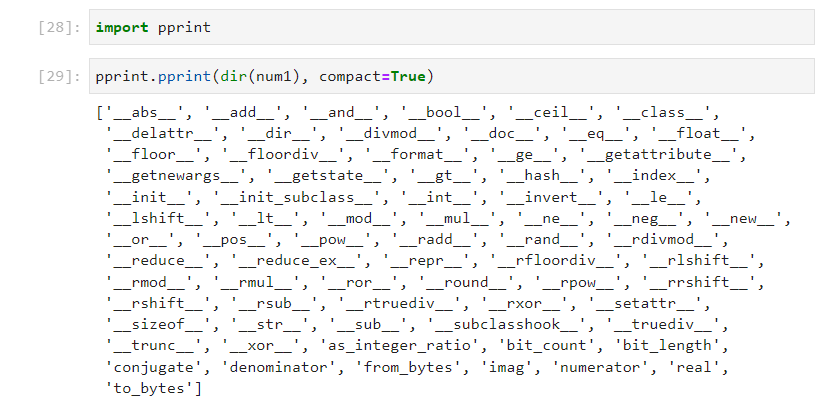 [28]: import pprint
[29]: pprint.pprint(dir(num1), compact=True)
['__abs__', '__add__', '__and__', '__bool__', '__ceil__', '__class__',
'__delattr__', '__dir__', '__divmod__', '__doc__', '__eq__', '__float__',
'__floor__', '__floordiv__', '__format__', '__ge__', '__getattribute__',
'__getnewargs__', '__getstate__', '__gt__', '__hash__', '__index__',
'__init__', '__init_subclass__', '__int__', '__invert__', '__le__',
'__lshift__', '__lt__', '__mod__', '__mul__', '__ne__', '__neg__', '__new__',
'__or__', '__pos__', '__pow__', '__radd__', '__rand__', '__rdivmod__',
'__reduce__', '__reduce_ex__', '__repr__', '__rfloordiv__', '__rlshift__',
'__rmod__', '__rmul__', '__ror__', '__round__', '__rpow__', '__rrshift__',
'__rshift__', '__rsub__', '__rtruediv__', '__rxor__', '__setattr__',
'__sizeof__', '__str__', '__sub__', '__subclasshook__', '__truediv__',
'__trunc__', '__xor__', 'as_integer_ratio', 'bit_count', 'bit_length',
'conjugate', 'denominator', 'from_bytes', 'imag', 'numerator', 'real',
'to_bytes']